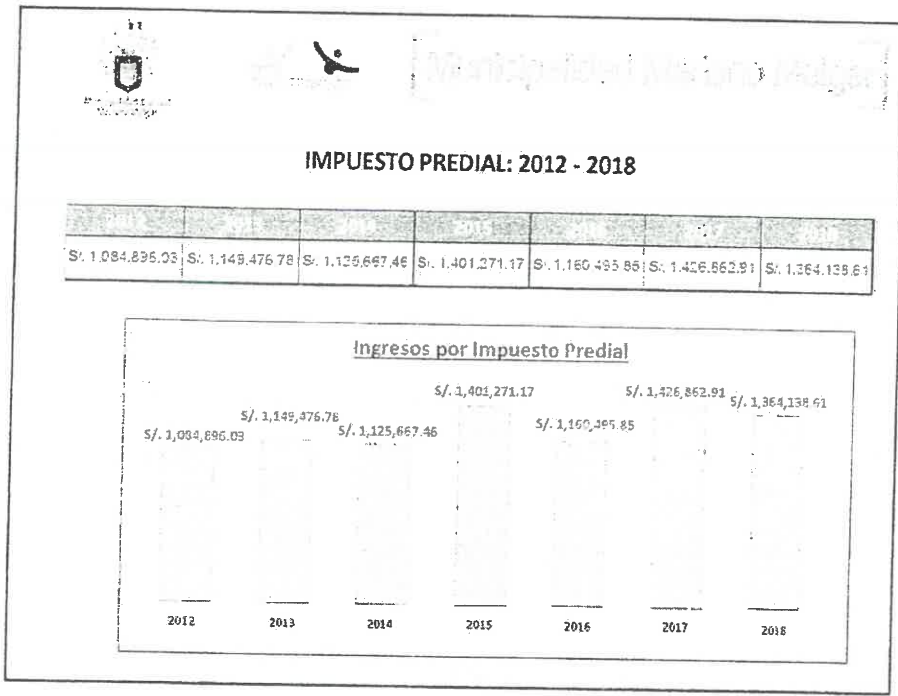 IMPUESTO PREDIAL: 2012 - 2018
2015
S/. 1,084,896.03 S/. 1,149,476.78 S/. 1,125,667.46 S/. 1,401,271.17 S/. 1,160,495.85 S/. 1,426,862.91 S/. 1,364,138.61
Ingresos por Impuesto Predial
S/. 1,084,896.03 S/. 1,149,476.78 S/. 1,125,667.46 S/. 1,401,271.17 S/. 1,160,495.85 S/. 1,426,862.91 S/. 1,364,138.61
2012 2013 2014 2015 2016 2017 2018